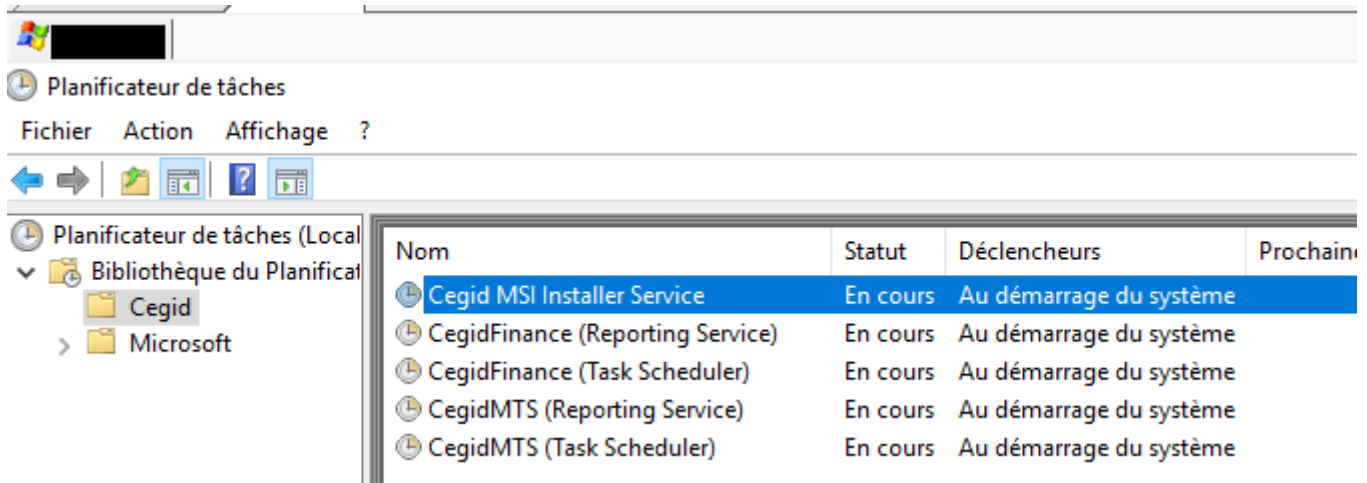 Planificateur de tâches
Fichier Action Affichage ?
Planificateur de tâches (Local
Bibliothèque du Planificat
Cegid
Microsoft
Nom Statut Déclencheurs Prochaine
Cegid MSI Installer Service En cours Au démarrage du système
CegidFinance (Reporting Service) En cours Au démarrage du système
CegidFinance (Task Scheduler) En cours Au démarrage du système
CegidMTS (Reporting Service) En cours Au démarrage du système
CegidMTS (Task Scheduler) En cours Au démarrage du système